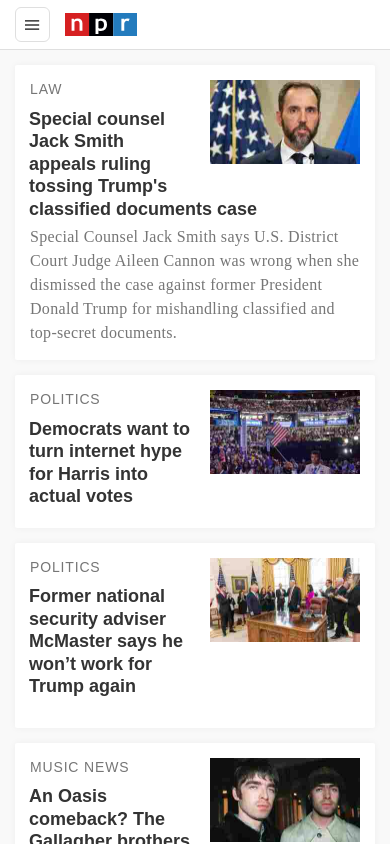 npr
LAW
Special counsel
Jack Smith
appeals ruling
tossing Trump's
classified documents case
Special Counsel Jack Smith says U.S. District
Court Judge Aileen Cannon was wrong when she
dismissed the case against former President
Donald Trump for mishandling classified and
top-secret documents.
POLITICS
Democrats want to
turn internet hype
for Harris into
actual votes
POLITICS
Former national
security adviser
McMaster says he
won’t work for
Trump again
MUSIC NEWS
An Oasis
comeback? The
Gallagher brothers